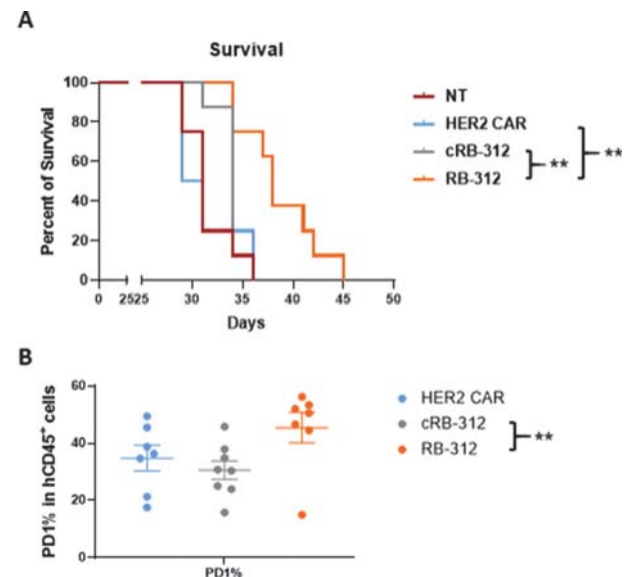 A
Survival
Percent of Survival
100
80
60
40
20
0
0 2525 30 35 40 45 50
Days
NT
HER2 CAR
cRB-312
RB-312
**
**
B
PD1% in hCD45+ cells
60
40
20
0
PD1%
HER2 CAR
cRB-312
RB-312
**